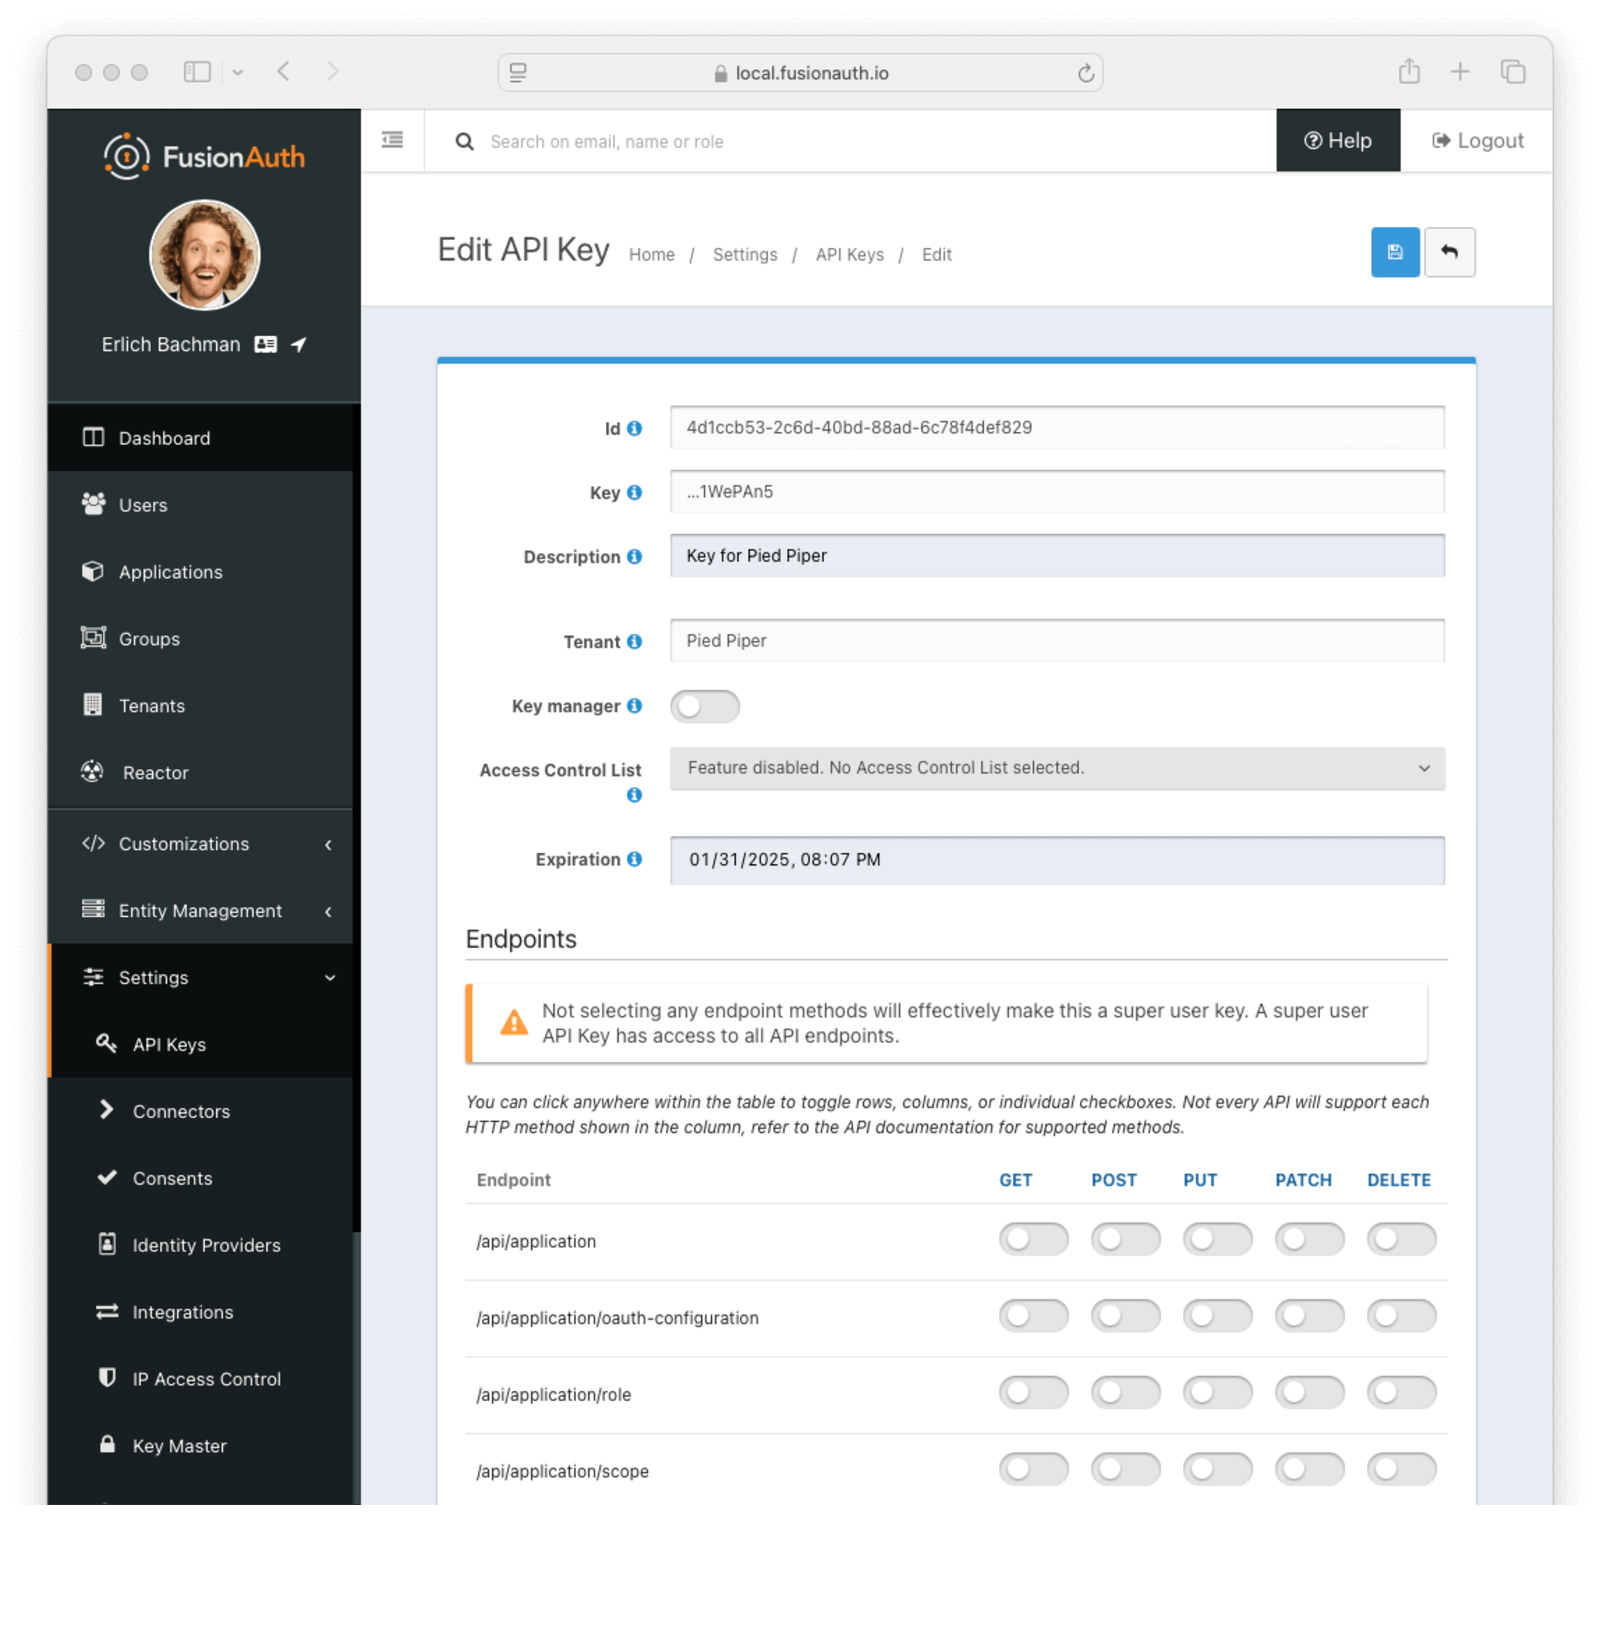 local.fusionauth.io
FusionAuth
Search on email, name or role
Help
Logout
Erlich Bachman
Edit API Key
Home / Settings / API Keys / Edit
Dashboard
Users
Applications
Groups
Tenants
Reactor
Customizations
Entity Management
Settings
API Keys
Connectors
Consents
Identity Providers
Integrations
IP Access Control
Key Master
Id
4d1ccb53-2c6d-40bd-88ad-6c78f4def829
Key
...1WePAn5
Description
Key for Pied Piper
Tenant
Pied Piper
Key manager
Access Control List
Feature disabled. No Access Control List selected.
Expiration
01/31/2025, 08:07 PM
Endpoints
Not selecting any endpoint methods will effectively make this a super user key. A super user
API Key has access to all API endpoints.
You can click anywhere within the table to toggle rows, columns, or individual checkboxes. Not every API will support each
HTTP method shown in the column, refer to the API documentation for supported methods.
Endpoint GET POST PUT PATCH DELETE
/api/application
/api/application/oauth-configuration
/api/application/role
/api/application/scope